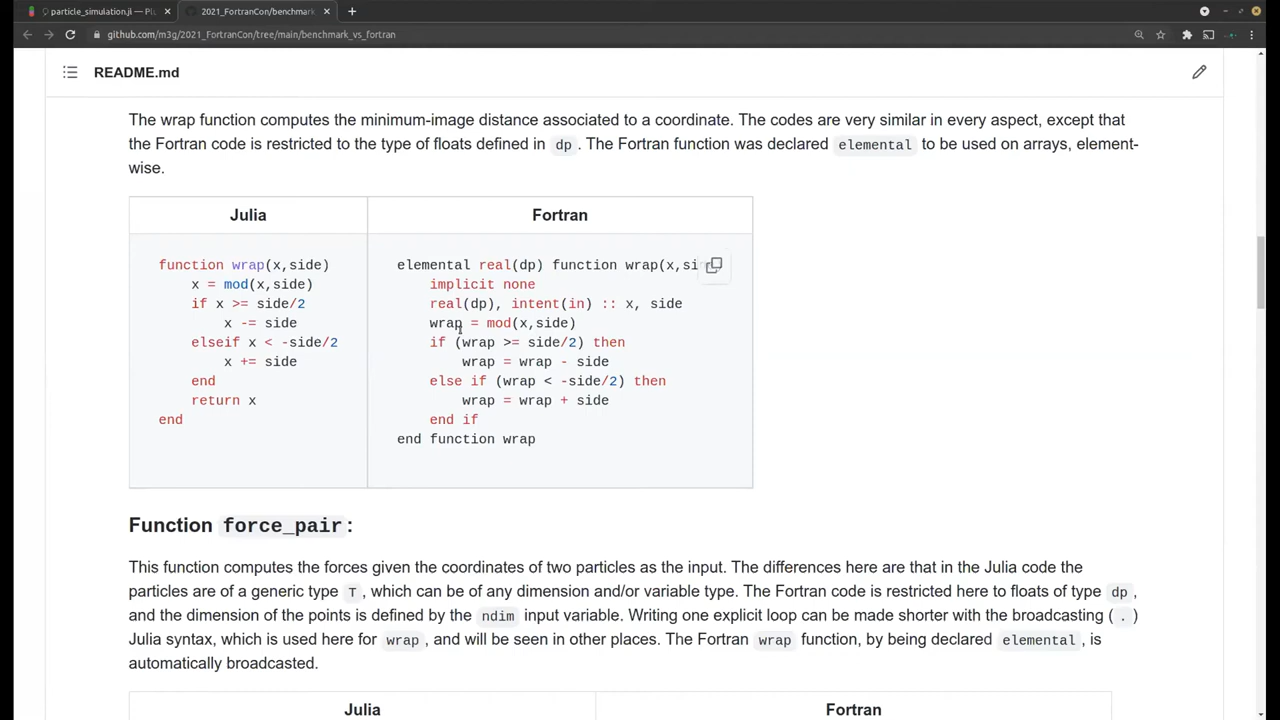 particle_simulation.jl — Pl
2021_FortranCon/benchmark
github.com/m3g/2021_FortranCon/tree/main/benchmark_vs_fortran
README.md
The wrap function computes the minimum-image distance associated to a coordinate. The codes are very similar in every aspect, except that
the Fortran code is restricted to the type of floats defined in dp. The Fortran function was declared elemental to be used on arrays, element-
wise.
Julia
function wrap(x,side)
x = mod(x,side)
if x >= side/2
x -= side
elseif x < -side/2
x += side
end
return x
end
Fortran
elemental real(dp) function wrap(x,si
implicit none
real(dp), intent(in) :: x, side
wrap = mod(x,side)
if (wrap >= side/2) then
wrap = wrap - side
else if (wrap < -side/2) then
wrap = wrap + side
end if
end function wrap
Function force_pair:
This function computes the forces given the coordinates of two particles as the input. The differences here are that in the Julia code the
particles are of a generic type T, which can be of any dimension and/or variable type. The Fortran code is restricted here to floats of type dp,
and the dimension of the points is defined by the ndim input variable. Writing one explicit loop can be made shorter with the broadcasting (.)
Julia syntax, which is used here for wrap, and will be seen in other places. The Fortran wrap function, by being declared elemental, is
automatically broadcasted.
Julia
Fortran